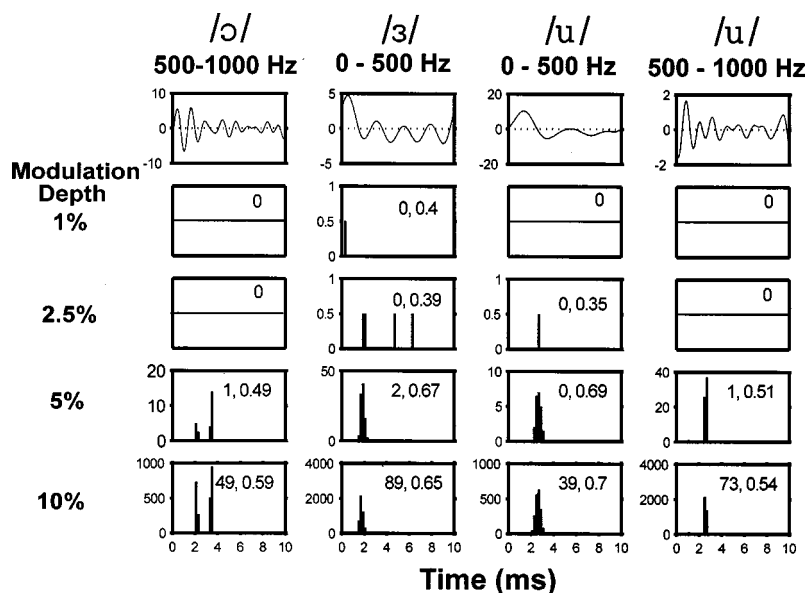 /ɔ/ /ɜ/ /u/ /u/
500-1000 Hz 0 - 500 Hz 0 - 500 Hz 500 - 1000 Hz
10 5 20 2
0 0 0 0
-10 -5 -20 -2
Modulation Depth
1% 0 1 0.5 0 0, 0.4 0 0
2.5% 0 1 0.5 0 0, 0.39 1 0.5 0 0, 0.35 0
5% 20 10 0 1, 0.49 50 0 2, 0.67 10 5 0 0, 0.69 40 20 0 1, 0.51
10% 1000 500 0 49, 0.59 4000 2000 0 89, 0.65 1000 500 0 39, 0.7 4000 2000 0 73, 0.54
0 2 4 6 8 10 0 2 4 6 8 10 0 2 4 6 8 10 0 2 4 6 8 10
Time (ms)